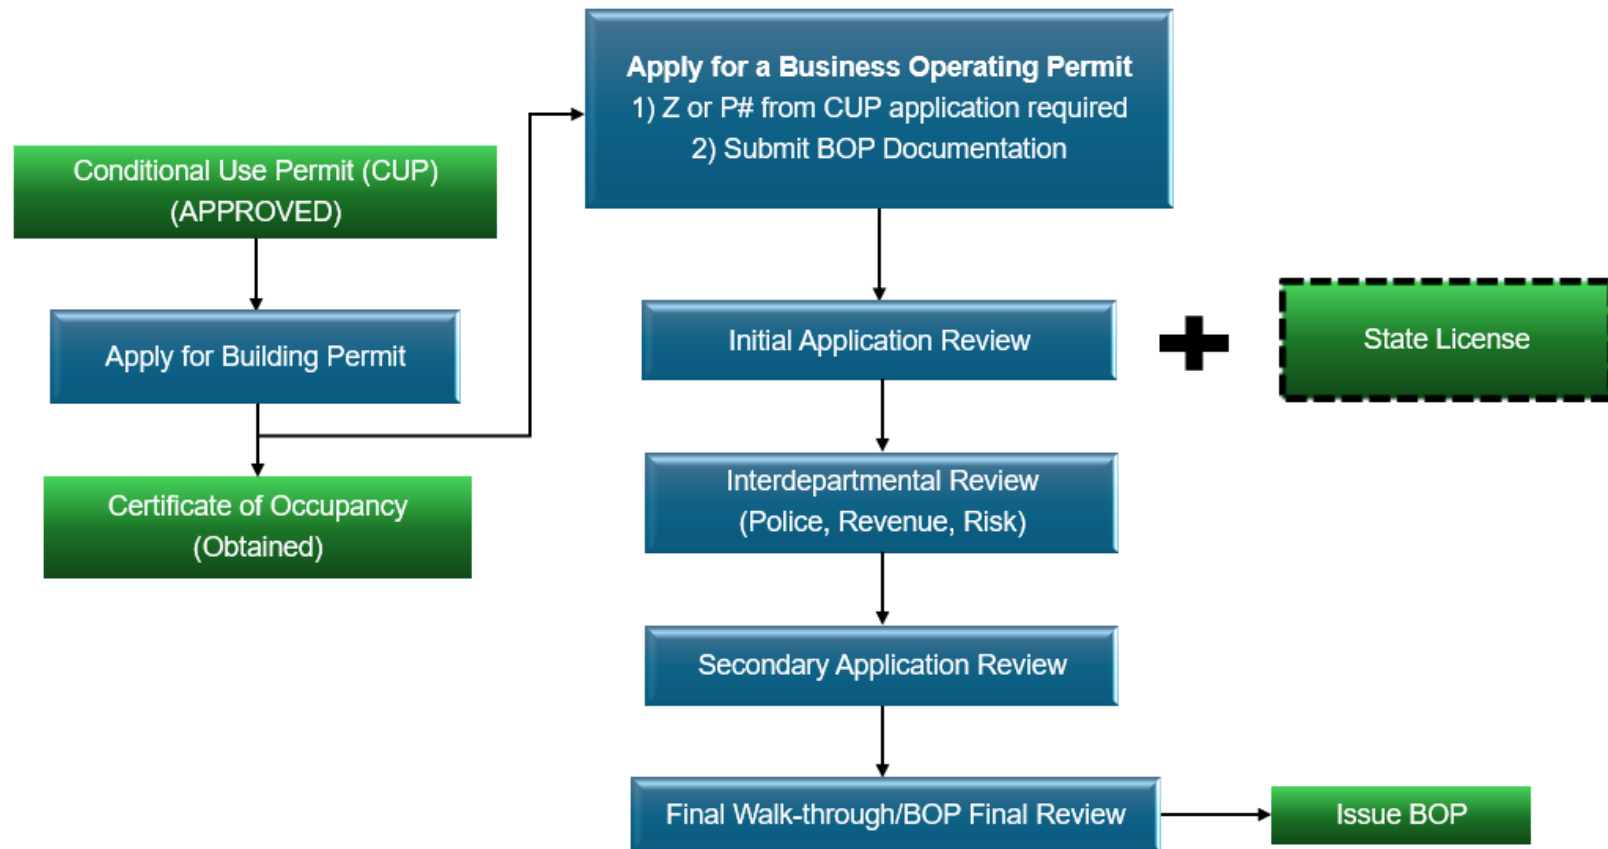 Conditional Use Permit (CUP)
(APPROVED)
Apply for Building Permit
Certificate of Occupancy
(Obtained)
Apply for a Business Operating Permit
1) Z or P# from CUP application required
2) Submit BOP Documentation
Initial Application Review
State License
Interdepartmental Review
(Police, Revenue, Risk)
Secondary Application Review
Final Walk-through/BOP Final Review
Issue BOP